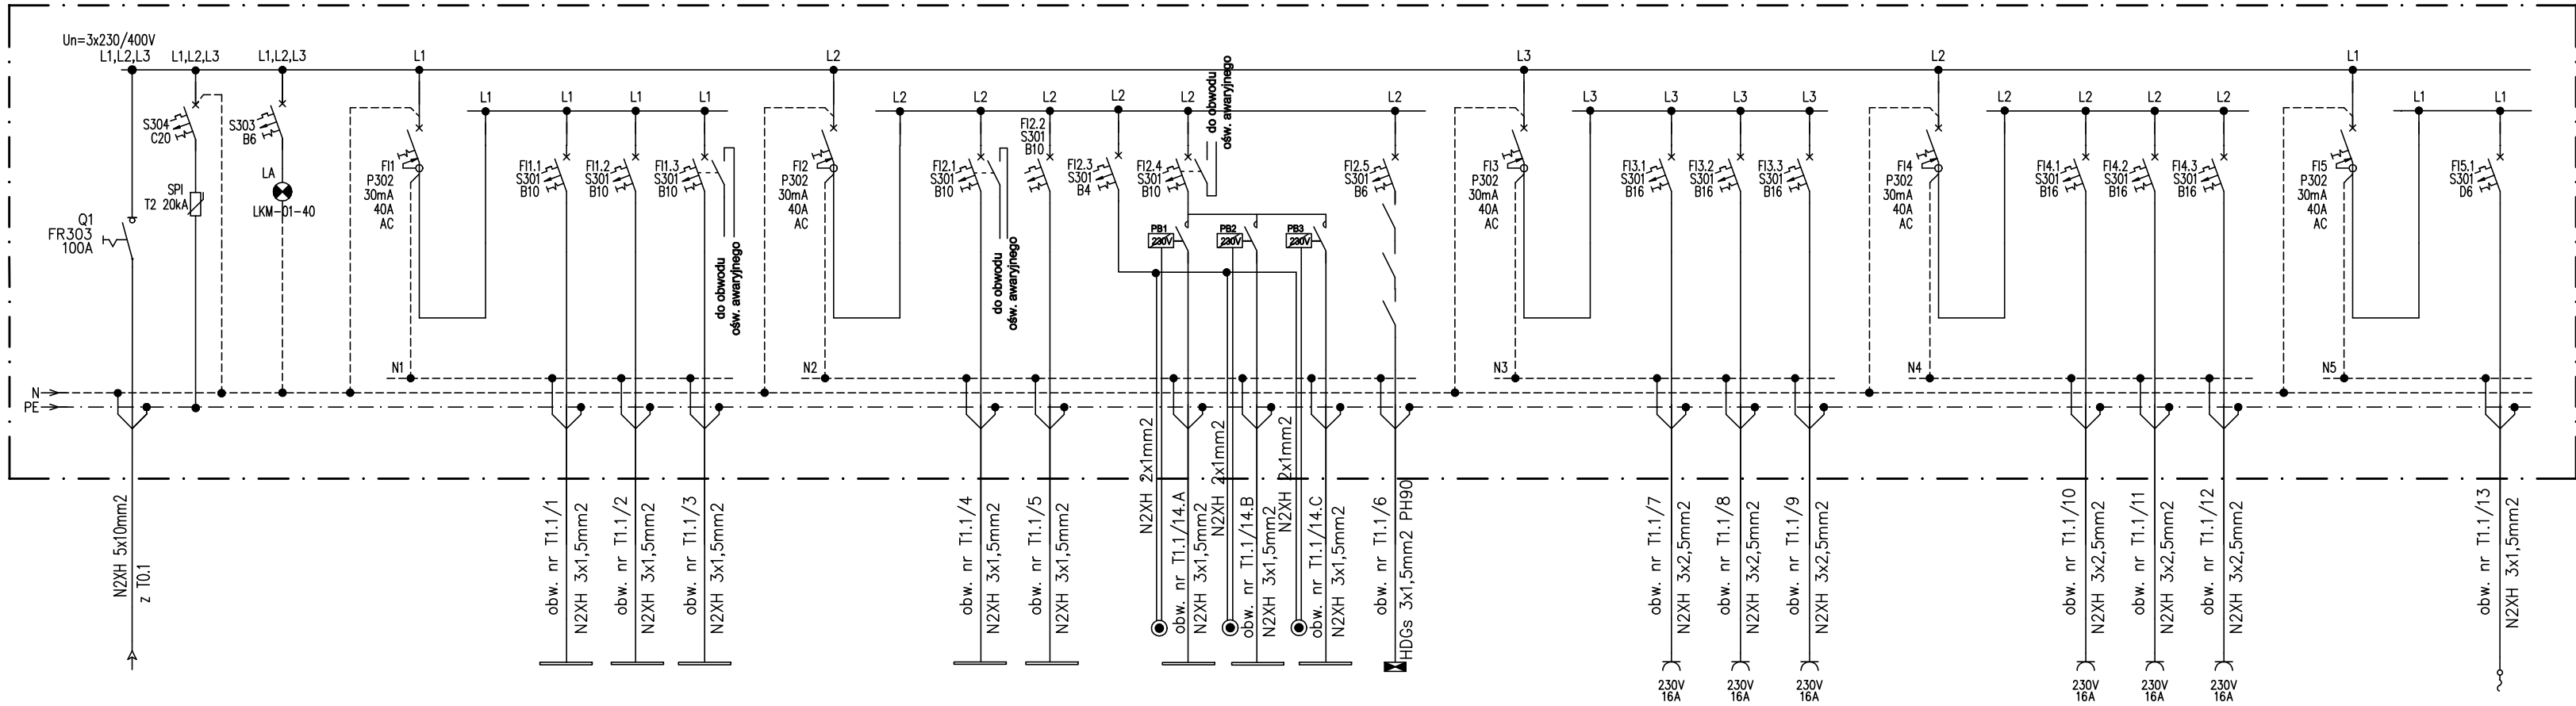 Un=3x230/400V
L1,L2,L3
L1,L2,L3
L1,L2,L3
L1
L2
L3
L2
L1
Q1
FR303
100A
S304
C20
SPI
T2 20kA
S303
B6
LA
LKM-01-40
FI1
P302
30mA
40A
AC
L1
L1
FI1.1
S301
B10
L1
FI1.2
S301
B10
L1
FI1.3
S301
B10
do obwodu
ośw. awaryjnego
FI2
P302
30mA
40A
AC
L2
L2
FI2.1
S301
B10
do obwodu
ośw. awaryjnego
L2
FI2.2
S301
B10
L2
FI2.3
S301
B4
L2
FI2.4
S301
B10
do obwodu
ośw. awaryjnego
PB1
230V
PB2
230V
PB3
230V
L2
FI2.5
S301
B6
FI3
P302
30mA
40A
AC
L3
L3
FI3.1
S301
B16
L3
FI3.2
S301
B16
L3
FI3.3
S301
B16
FI4
P302
30mA
40A
AC
L2
L2
FI4.1
S301
B16
L2
FI4.2
S301
B16
L2
FI4.3
S301
B16
FI5
P302
30mA
40A
AC
L1
L1
FI5.1
S301
D6
N1
N2
N3
N4
N5
N
PE
N2XH 5x10mm2
z T0.1
obw. nr T1.1/1
N2XH 3x1,5mm2
obw. nr T1.1/2
N2XH 3x1,5mm2
obw. nr T1.1/3
N2XH 3x1,5mm2
obw. nr T1.1/4
N2XH 3x1,5mm2
obw. nr T1.1/5
N2XH 2x1mm2
obw. nr T1.1/14.A
N2XH 3x1,5mm2
N2XH 2x1mm2
obw. nr T1.1/14.B
N2XH 3x1,5mm2
N2XH 2x1mm2
obw. nr T1.1/14.C
N2XH 3x1,5mm2
obw. nr T1.1/6
HDGs 3x1,5mm2 PH90
obw. nr T1.1/7
N2XH 3x2,5mm2
obw. nr T1.1/8
N2XH 3x2,5mm2
obw. nr T1.1/9
N2XH 3x2,5mm2
obw. nr T1.1/10
N2XH 3x2,5mm2
obw. nr T1.1/11
N2XH 3x2,5mm2
obw. nr T1.1/12
N2XH 3x2,5mm2
obw. nr T1.1/13
N2XH 3x1,5mm2
230V
16A
230V
16A
230V
16A
230V
16A
230V
16A
230V
16A